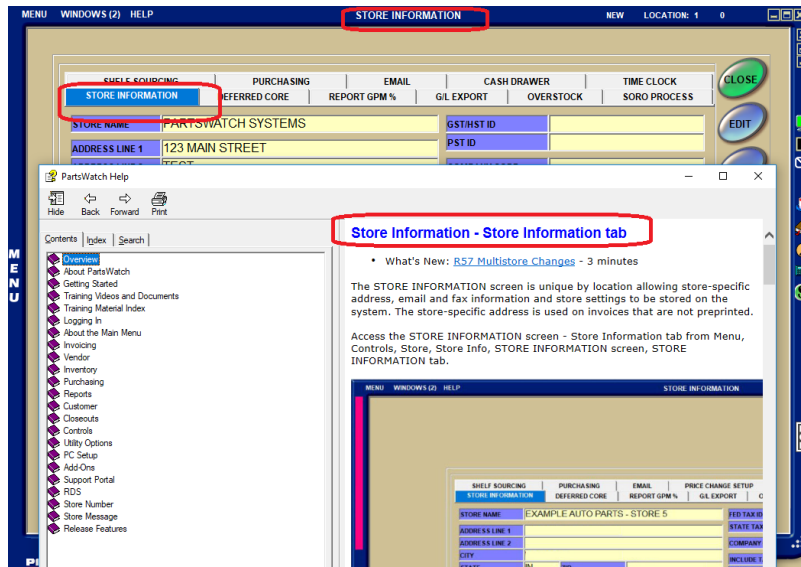 MENU WINDOWS (2) HELP STORE INFORMATION NEW LOCATION: 1 0
SHELF SOURCING PURCHASING EMAIL CASH DRAWER TIME CLOCK
STORE INFORMATION DEFERRED CORE REPORT GPM % G/L EXPORT OVERSTOCK SORO PROCESS
CLOSE
EDIT
STORE NAME PARTSWATCH SYSTEMS GST/HST ID
ADDRESS LINE 1 123 MAIN STREET PST ID
TEST
MENU
PartsWatch Help
Hide Back Forward Print
Contents Index Search
Overview
About PartsWatch
Getting Started
Training Videos and Documents
Training Material Index
Logging In
About the Main Menu
Invoicing
Vendor
Inventory
Purchasing
Reports
Customer
Closeouts
Controls
Utility Options
PC Setup
Add-Ons
Support Portal
RDS
Store Number
Store Message
Release Features
Store Information - Store Information tab
• What's New: R57 Multistore Changes - 3 minutes
The STORE INFORMATION screen is unique by location allowing store-specific
address, email and fax information and store settings to be stored on the
system. The store-specific address is used on invoices that are not preprinted.
Access the STORE INFORMATION screen - Store Information tab from Menu,
Controls, Store, Store Info, STORE INFORMATION screen, STORE
INFORMATION tab.
MENU WINDOWS (2) HELP STORE INFORMATION
SHELF SOURCING PURCHASING EMAIL PRICE CHANGE SETUP
STORE INFORMATION DEFERRED CORE REPORT GPM % G/L EXPORT
STORE NAME EXAMPLE AUTO PARTS - STORE 5 FED TAX ID
ADDRESS LINE 1 STATE TAX
ADDRESS LINE 2 COMPANY
CITY
INCLUDE